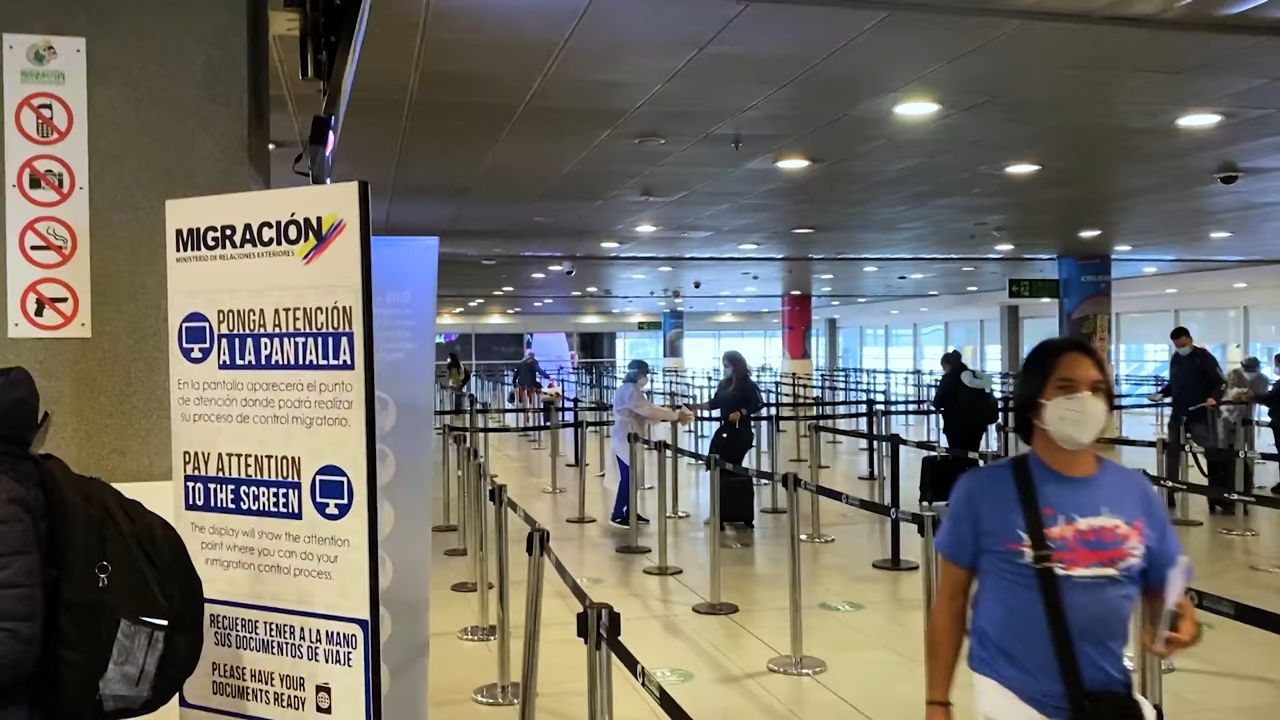 MIGRACIÓN
MIGRACIÓN
MINISTERIO DE RELACIONES EXTERIORES
PONGA ATENCIÓN
A LA PANTALLA
En la pantalla aparecerá el punto
de atención donde podrá realizar
su proceso de control migratorio.
PAY ATTENTION
TO THE SCREEN
The display will show the attention
point where you can do your
inmigration control process.
RECUERDE TENER A LA MANO
SUS DOCUMENTOS DE VIAJE
PLEASE HAVE YOUR
DOCUMENTS READY